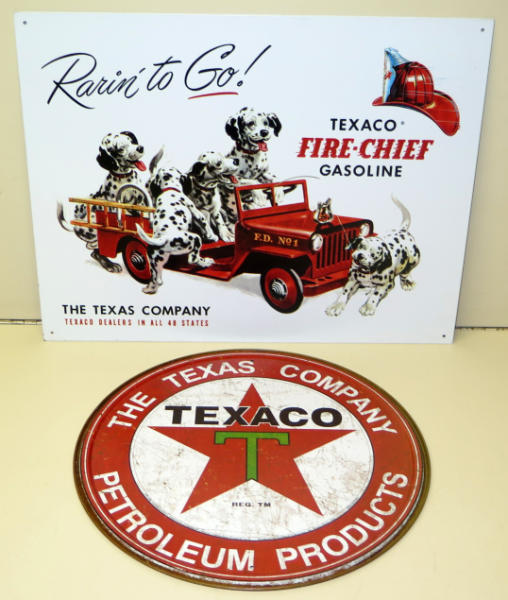 Rarin' to Go!
TEXACO®
FIRE-CHIEF
GASOLINE
F.D. No 1
THE TEXAS COMPANY
TEXACO DEALERS IN ALL 48 STATES
THE TEXAS COMPANY
TEXACO
T
REG. TM
PETROLEUM PRODUCTS